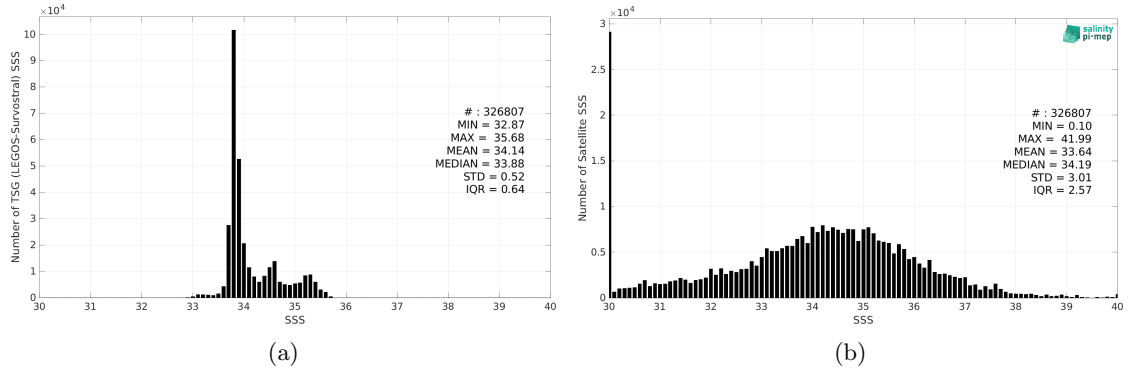 ×10⁴
10
9
8
7
6
5
4
3
2
1
0
Number of TSG (LEGOS-Survostral) SSS
# : 326807
MIN = 32.87
MAX = 35.68
MEAN = 34.14
MEDIAN = 33.88
STD = 0.52
IQR = 0.64
30 31 32 33 34 35 36 37 38 39 40
SSS
(a)
×10⁴
3
2.5
2
1.5
1
0.5
0
Number of Satellite SSS
salinity
pi-mep
# : 326807
MIN = 0.10
MAX = 41.99
MEAN = 33.64
MEDIAN = 34.19
STD = 3.01
IQR = 2.57
30 31 32 33 34 35 36 37 38 39 40
SSS
(b)